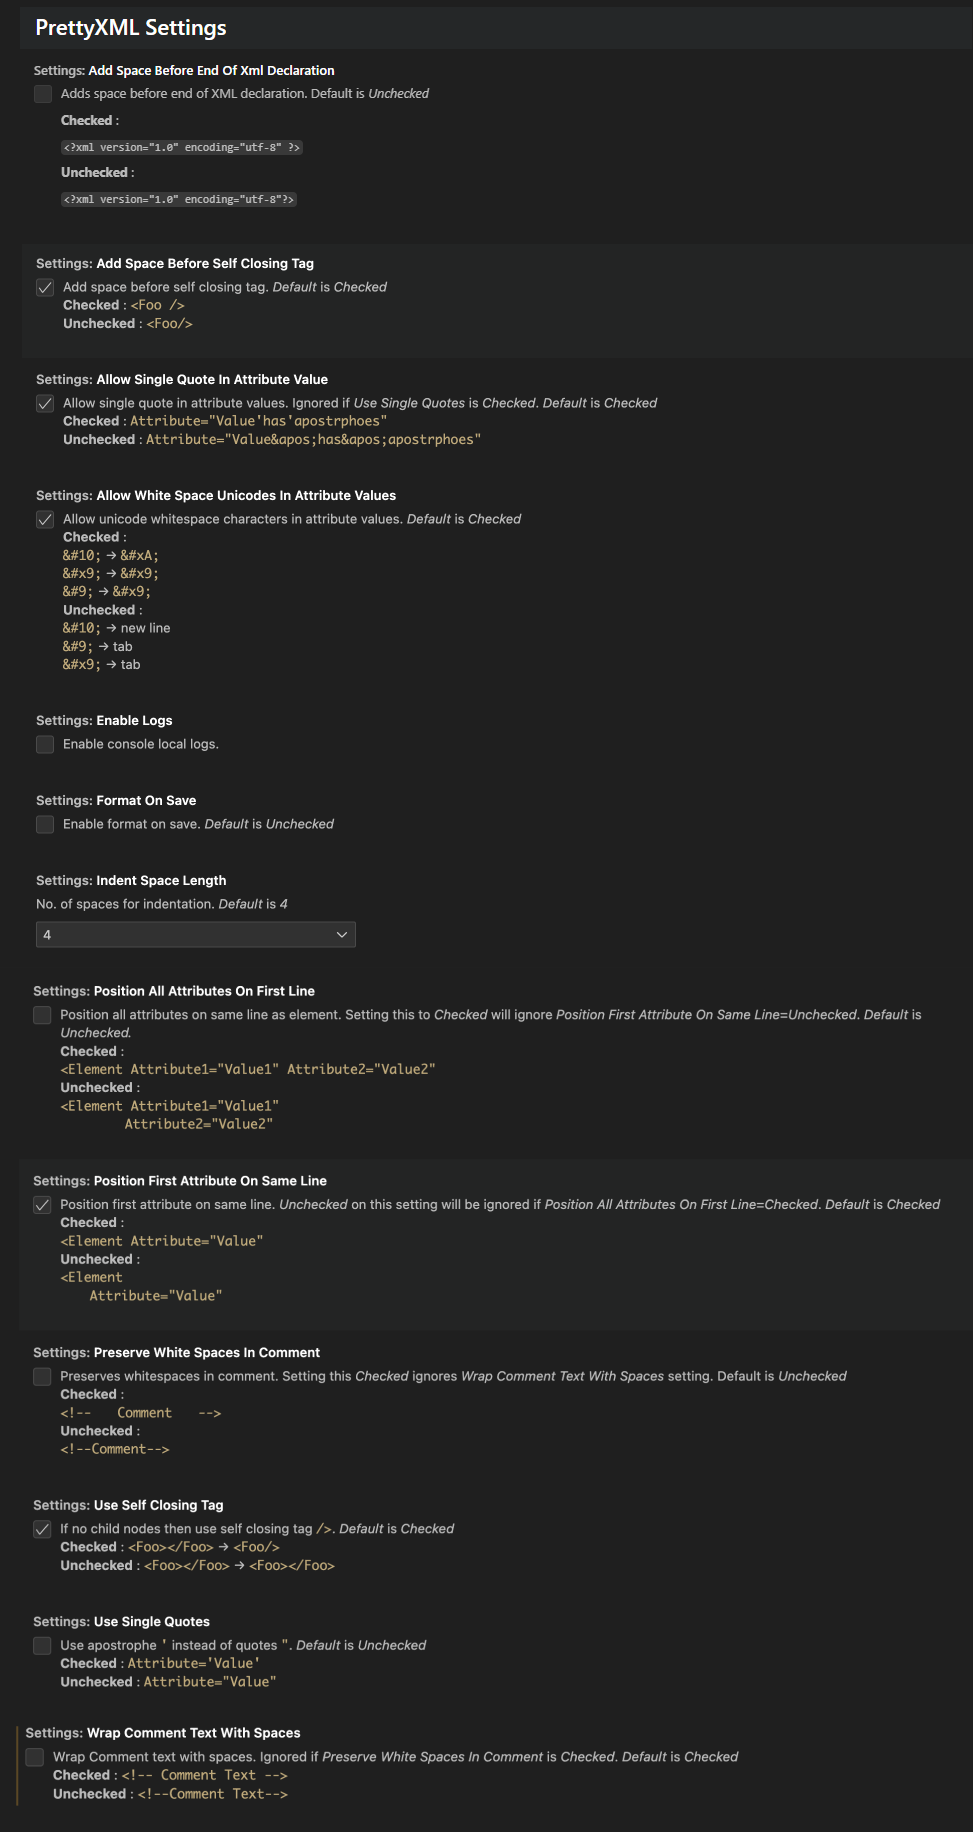 PrettyXML Settings
Settings: Add Space Before End Of Xml Declaration
Adds space before end of XML declaration. Default is Unchecked
Checked :
<?xml version="1.0" encoding="utf-8" ?>
Unchecked :
<?xml version="1.0" encoding="utf-8"?>
Settings: Add Space Before Self Closing Tag
Add space before self closing tag. Default is Checked
Checked : <Foo />
Unchecked : <Foo/>
Settings: Allow Single Quote In Attribute Value
Allow single quote in attribute values. Ignored if Use Single Quotes is Checked. Default is Checked
Checked : Attribute="Value'has'apostrphoes"
Unchecked : Attribute="Value&apos;has&apos;apostrphoes"
Settings: Allow White Space Unicodes In Attribute Values
Allow unicode whitespace characters in attribute values. Default is Checked
Checked :
&#10; → &#xA;
&#x9; → &#x9;
&#9; → &#x9;
Unchecked :
&#10; → new line
&#9; → tab
&#x9; → tab
Settings: Enable Logs
Enable console local logs.
Settings: Format On Save
Enable format on save. Default is Unchecked
Settings: Indent Space Length
No. of spaces for indentation. Default is 4
4
Settings: Position All Attributes On First Line
Position all attributes on same line as element. Setting this to Checked will ignore Position First Attribute On Same Line=Unchecked. Default is
Unchecked.
Checked :
<Element Attribute1="Value1" Attribute2="Value2"
Unchecked :
<Element Attribute1="Value1"
Attribute2="Value2"
Settings: Position First Attribute On Same Line
Position first attribute on same line. Unchecked on this setting will be ignored if Position All Attributes On First Line=Checked. Default is Checked
Checked :
<Element Attribute="Value"
Unchecked :
<Element
Attribute="Value"
Settings: Preserve White Spaces In Comment
Preserves whitespaces in comment. Setting this Checked ignores Wrap Comment Text With Spaces setting. Default is Unchecked
Checked :
<!--   Comment   -->
Unchecked :
<!--Comment-->
Settings: Use Self Closing Tag
If no child nodes then use self closing tag />. Default is Checked
Checked : <Foo></Foo> → <Foo/>
Unchecked : <Foo></Foo> → <Foo></Foo>
Settings: Use Single Quotes
Use apostrophe ' instead of quotes ". Default is Unchecked
Checked : Attribute='Value'
Unchecked : Attribute="Value"
Settings: Wrap Comment Text With Spaces
Wrap Comment text with spaces. Ignored if Preserve White Spaces In Comment is Checked. Default is Checked
Checked : <!-- Comment Text -->
Unchecked : <!--Comment Text-->